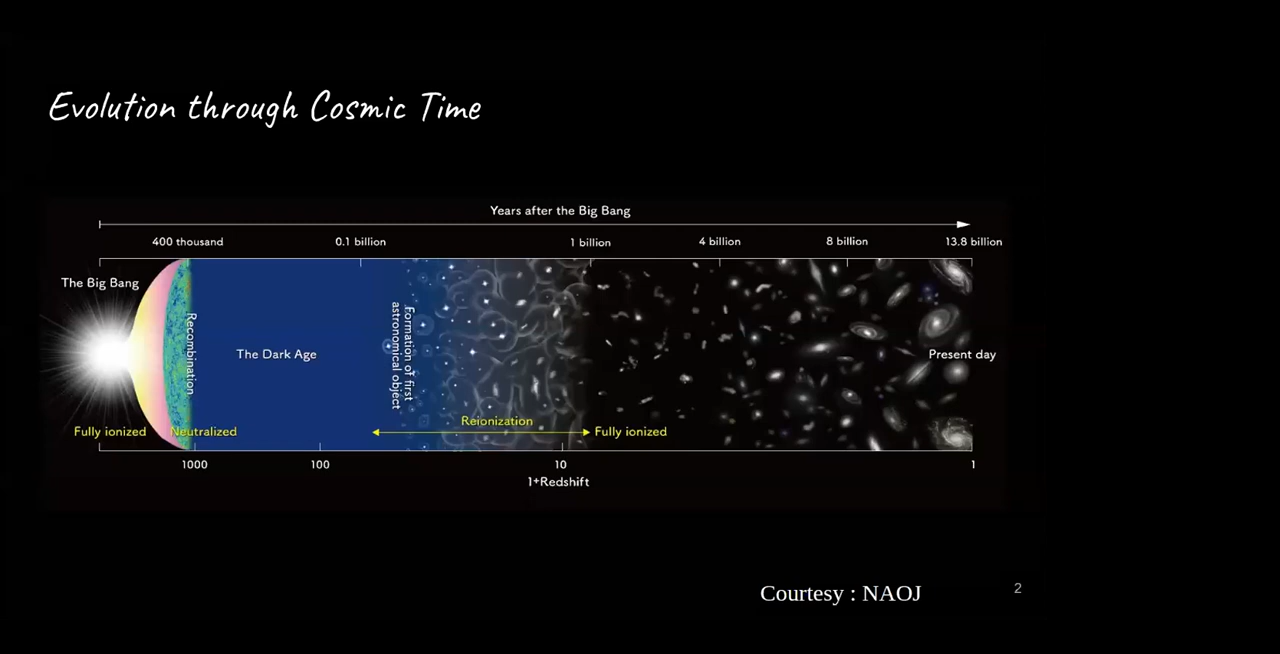 Evolution through Cosmic Time
Years after the Big Bang
400 thousand 0.1 billion 1 billion 4 billion 8 billion 13.8 billion
The Big Bang
Recombination
The Dark Age
Formation of first
astronomical object
Present day
Fully ionized Neutralized Reionization Fully ionized
1000 100 10 1
1+Redshift
Courtesy : NAOJ
2